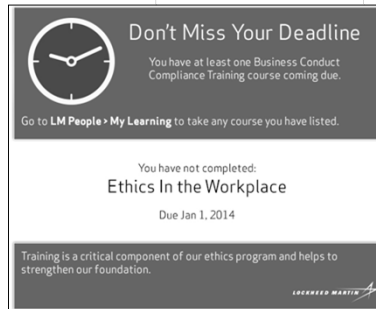 Don't Miss Your Deadline
You have at least one Business Conduct
Compliance Training course coming due.
Go to LM People > My Learning to take any course you have listed.
You have not completed:
Ethics In the Workplace
Due Jan 1, 2014
Training is a critical component of our ethics program and helps to
strengthen our foundation.
LOCKHEED MARTIN